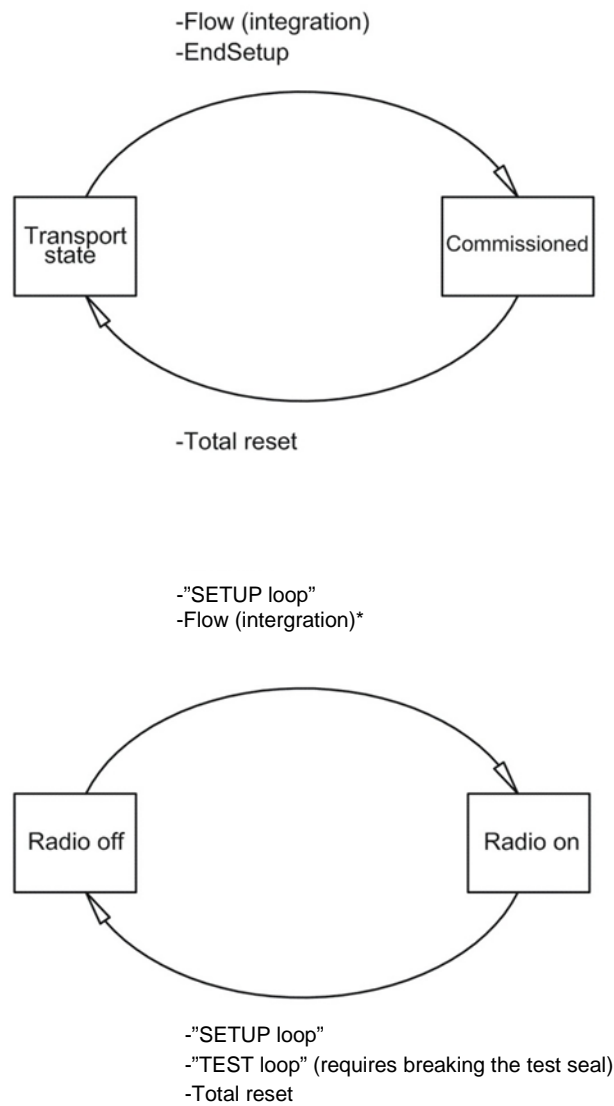 -Flow (integration)
-EndSetup
Transport
state
Commissioned
-Total reset
-”SETUP loop”
-Flow (intergration)*
Radio off
Radio on
-”SETUP loop”
-”TEST loop” (requires breaking the test seal)
-Total reset